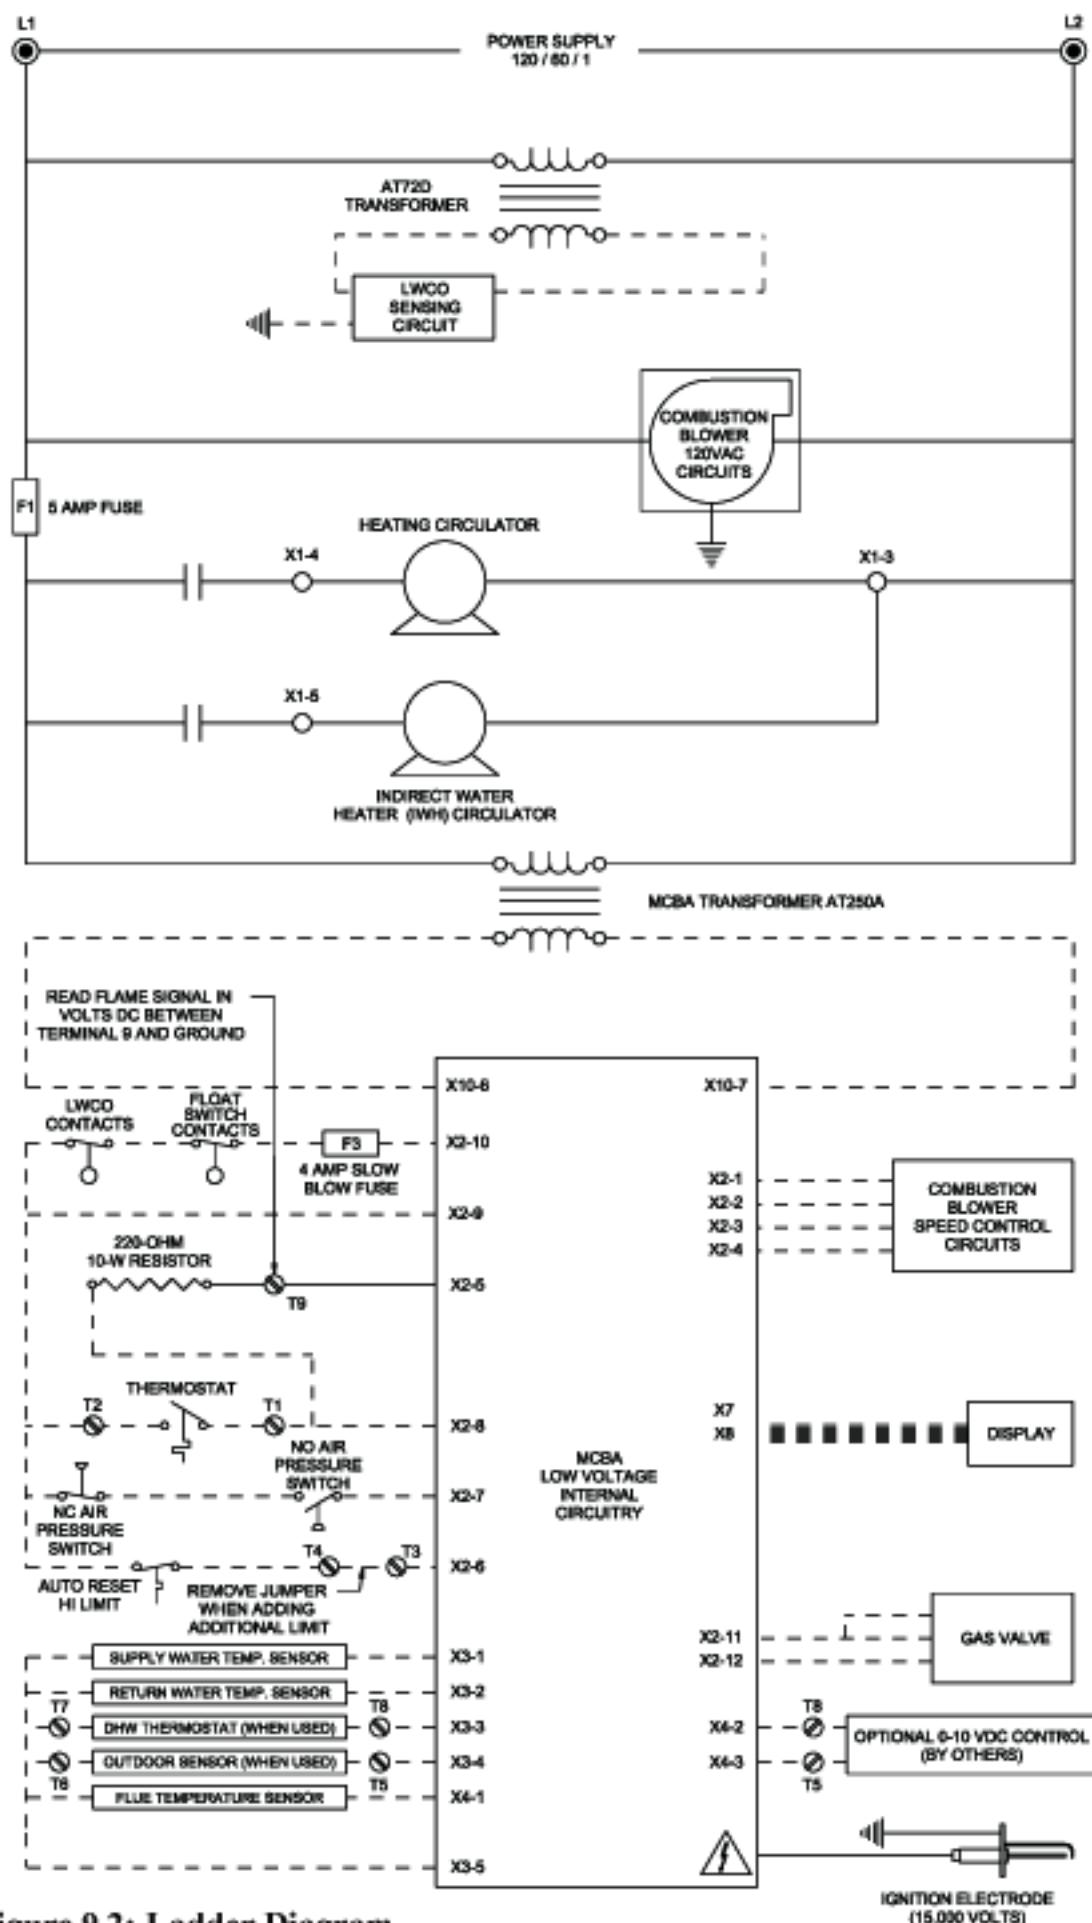 L1
L2
POWER SUPPLY
120 / 60 / 1
AT72D
TRANSFORMER
LWCO
SENSING
CIRCUIT
COMBUSTION
BLOWER
120VAC
CIRCUITS
F1
5 AMP FUSE
HEATING CIRCULATOR
X1-4
X1-3
X1-5
INDIRECT WATER
HEATER (IWH) CIRCULATOR
MCBA TRANSFORMER AT250A
READ FLAME SIGNAL IN
VOLTS DC BETWEEN
TERMINAL 9 AND GROUND
X10-6
X10-7
LWCO
CONTACTS
FLOAT
SWITCH
CONTACTS
F3
X2-10
4 AMP SLOW
BLOW FUSE
X2-1
X2-2
X2-3
X2-4
COMBUSTION
BLOWER
SPEED CONTROL
CIRCUITS
X2-9
220-OHM
10-W RESISTOR
X2-5
T9
THERMOSTAT
T2
T1
X2-8
X7
X8
DISPLAY
NO AIR
PRESSURE
SWITCH
MCBA
LOW VOLTAGE
INTERNAL
CIRCUITRY
X2-7
NC AIR
PRESSURE
SWITCH
T4
T3
X2-6
AUTO RESET
HI LIMIT
REMOVE JUMPER
WHEN ADDING
ADDITIONAL LIMIT
X2-11
X2-12
GAS VALVE
SUPPLY WATER TEMP. SENSOR
X3-1
RETURN WATER TEMP. SENSOR
X3-2
T7
T8
DHW THERMOSTAT (WHEN USED)
X3-3
OUTDOOR SENSOR (WHEN USED)
X3-4
T6
T5
FLUE TEMPERATURE SENSOR
X4-1
X4-2
X4-3
T8
T5
OPTIONAL 0-10 VDC CONTROL
(BY OTHERS)
X3-5
IGNITION ELECTRODE
(15,000 VOLTS)
igure 9.2: Ladder Diagram